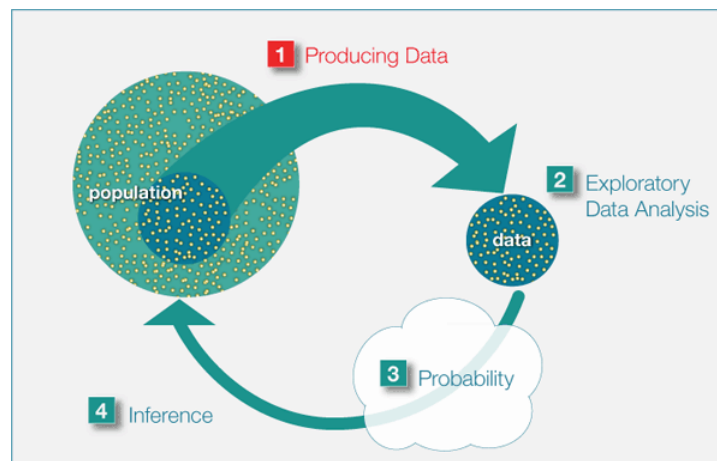 1 Producing Data
population
2 Exploratory
Data Analysis
data
3 Probability
4 Inference